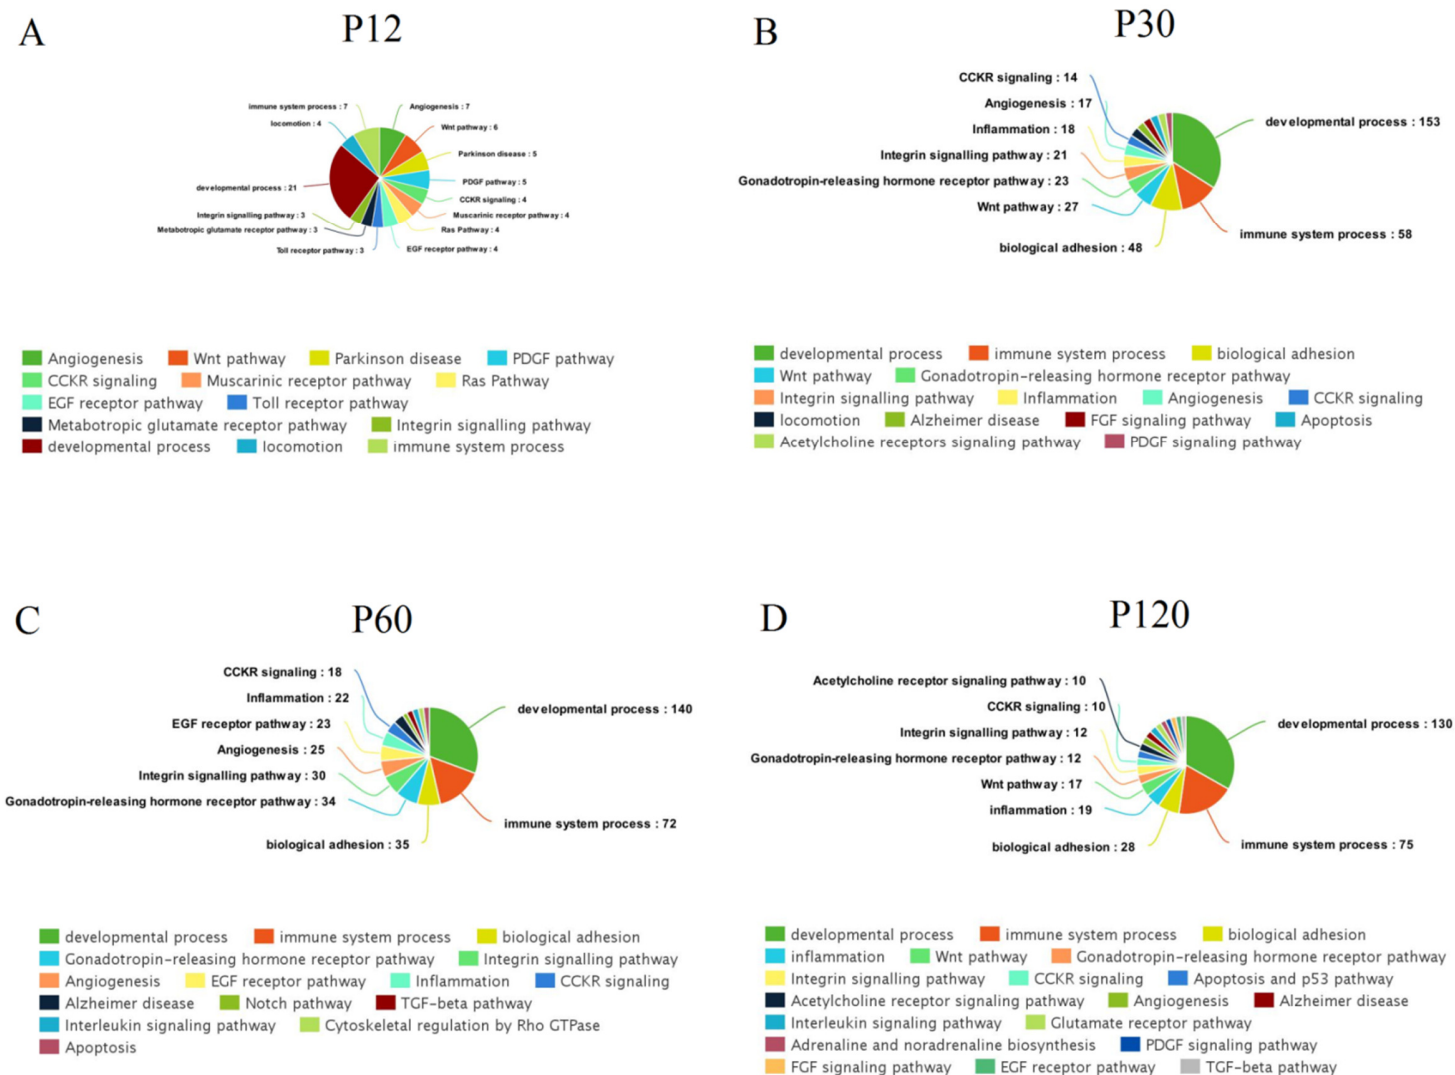 A
P12
immune system process : 7
Angiogenesis : 7
locomotion : 4
Wnt pathway : 6
Parkinson disease : 5
developmental process : 21
PDGF pathway : 5
CCKR signaling : 4
Integrin signalling pathway : 3
Muscarinic receptor pathway : 4
Metabotropic glutamate receptor pathway : 3
Ras Pathway : 4
Toll receptor pathway : 3
EGF receptor pathway : 4
Angiogenesis Wnt pathway Parkinson disease PDGF pathway
CCKR signaling Muscarinic receptor pathway Ras Pathway
EGF receptor pathway Toll receptor pathway
Metabotropic glutamate receptor pathway Integrin signalling pathway
developmental process locomotion immune system process
B
P30
CCKR signaling : 14
Angiogenesis : 17
developmental process : 153
Inflammation : 18
Integrin signalling pathway : 21
Gonadotropin-releasing hormone receptor pathway : 23
Wnt pathway : 27
immune system process : 58
biological adhesion : 48
developmental process immune system process biological adhesion
Wnt pathway Gonadotropin-releasing hormone receptor pathway
Integrin signalling pathway Inflammation Angiogenesis CCKR signaling
locomotion Alzheimer disease FGF signaling pathway Apoptosis
Acetylcholine receptors signaling pathway PDGF signaling pathway
C
P60
CCKR signaling : 18
Inflammation : 22
developmental process : 140
EGF receptor pathway : 23
Angiogenesis : 25
Integrin signalling pathway : 30
Gonadotropin-releasing hormone receptor pathway : 34
immune system process : 72
biological adhesion : 35
developmental process immune system process biological adhesion
Gonadotropin-releasing hormone receptor pathway Integrin signalling pathway
Angiogenesis EGF receptor pathway Inflammation CCKR signaling
Alzheimer disease Notch pathway TGF-beta pathway
Interleukin signaling pathway Cytoskeletal regulation by Rho GTPase
Apoptosis
D
P120
Acetylcholine receptor signaling pathway : 10
CCKR signaling : 10
developmental process : 130
Integrin signalling pathway : 12
Gonadotropin-releasing hormone receptor pathway : 12
Wnt pathway : 17
inflammation : 19
immune system process : 75
biological adhesion : 28
developmental process immune system process biological adhesion
inflammation Wnt pathway Gonadotropin-releasing hormone receptor pathway
Integrin signalling pathway CCKR signaling Apoptosis and p53 pathway
Acetylcholine receptor signaling pathway Angiogenesis Alzheimer disease
Interleukin signaling pathway Glutamate receptor pathway
Adrenaline and noradrenaline biosynthesis PDGF signaling pathway
FGF signaling pathway EGF receptor pathway TGF-beta pathway